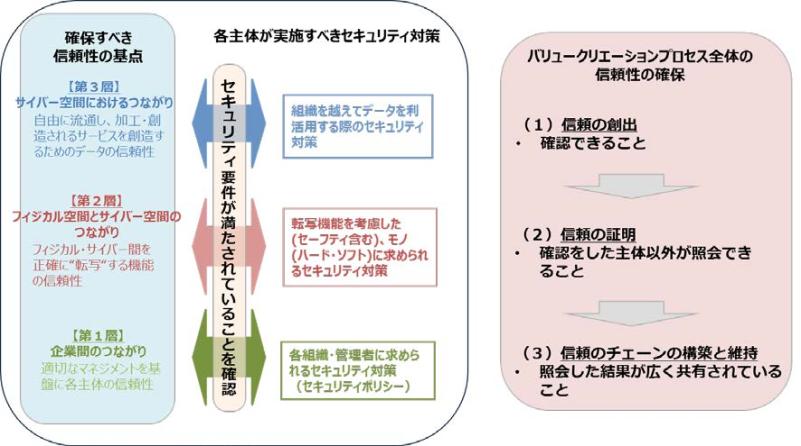 確保すべき
信頼性の基点
各主体が実施すべきセキュリティ対策
【第３層】
サイバー空間におけるつながり
自由に流通し、加工・創
造されるサービスを創造す
るためのデータの信頼性
【第２層】
フィジカル空間とサイバー空間の
つながり
フィジカル・サイバー間を
正確に“転写“する機能
の信頼性
【第１層】
企業間のつながり
適切なマネジメントを基
盤に各主体の信頼性
セキュリティ要件が満たされていることを確認
組織を越えてデータを利
活用する際のセキュリティ
対策
転写機能を考慮した
(セーフティ含む)、モノ
(ハード・ソフト)に求められ
るセキュリティ対策
各組織・管理者に求めら
れるセキュリティ対策
（セキュリティポリシー）
バリュークリエーションプロセス全体の
信頼性の確保
（１）信頼の創出
・ 確認できること
（２）信頼の証明
・ 確認をした主体以外が照会でき
ること
（３）信頼のチェーンの構築と維持
・ 照会した結果が広く共有されている
こと